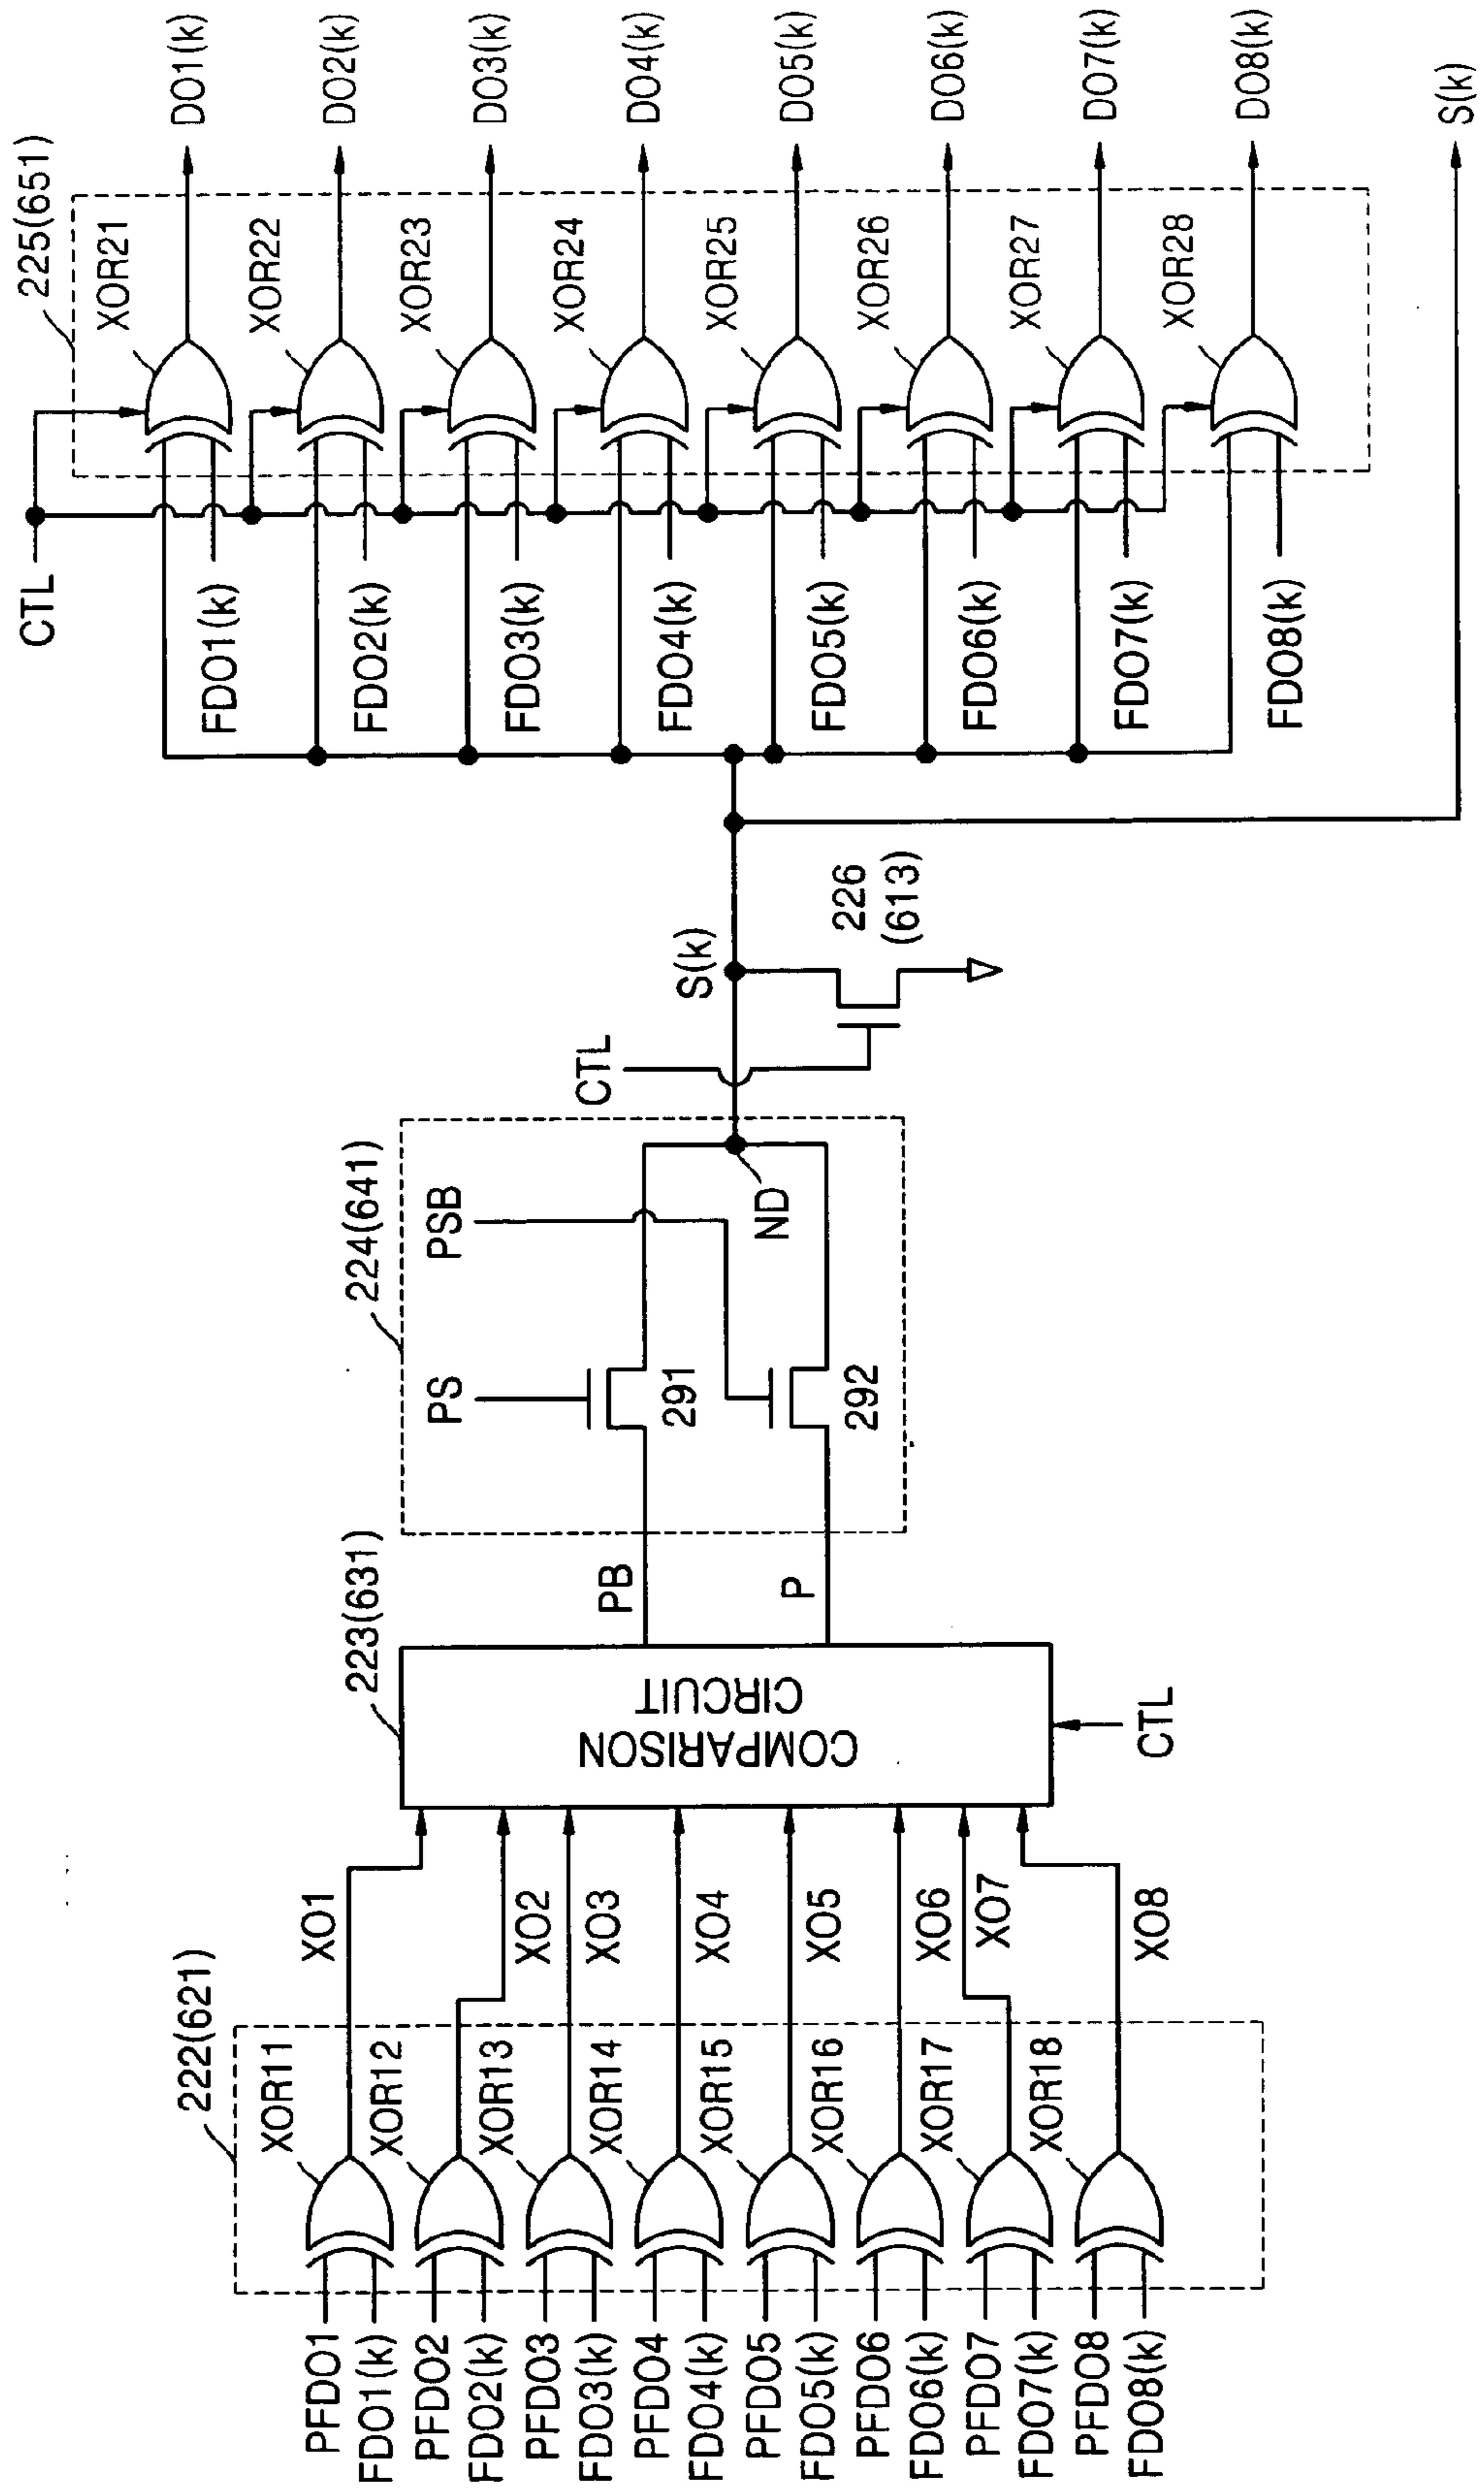 222(621)
XOR11
XOR12
XOR13
XOR14
XOR15
XOR16
XOR17
XOR18
PFDO1
FDO1(k)
PFDO2
FDO2(k)
PFDO3
FDO3(k)
PFDO4
FDO4(k)
PFDO5
FDO5(k)
PFDO6
FDO6(k)
PFDO7
FDO7(k)
PFDO8
FDO8(k)
XO1
XO2
XO3
XO4
XO5
XO6
XO7
XO8
223(631)
COMPARISON
CIRCUIT
CTL
PB
P
224(641)
PS
PSB
291
292
ND
CTL
S(k)
226
(613)
CTL
FDO1(k)
FDO2(k)
FDO3(k)
FDO4(k)
FDO5(k)
FDO6(k)
FDO7(k)
FDO8(k)
225(651)
XOR21
XOR22
XOR23
XOR24
XOR25
XOR26
XOR27
XOR28
DO1(k)
DO2(k)
DO3(k)
DO4(k)
DO5(k)
DO6(k)
DO7(k)
DO8(k)
S(k)